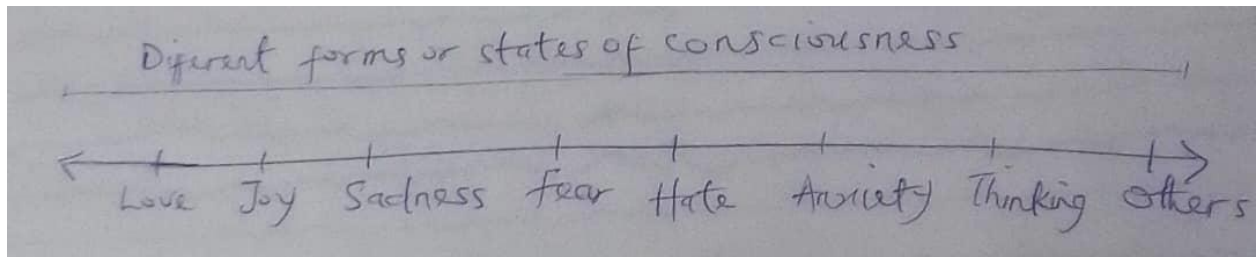 Diferent forms or states of consciousness
Love Joy Sadness Fear Hate Anxiety Thinking Others